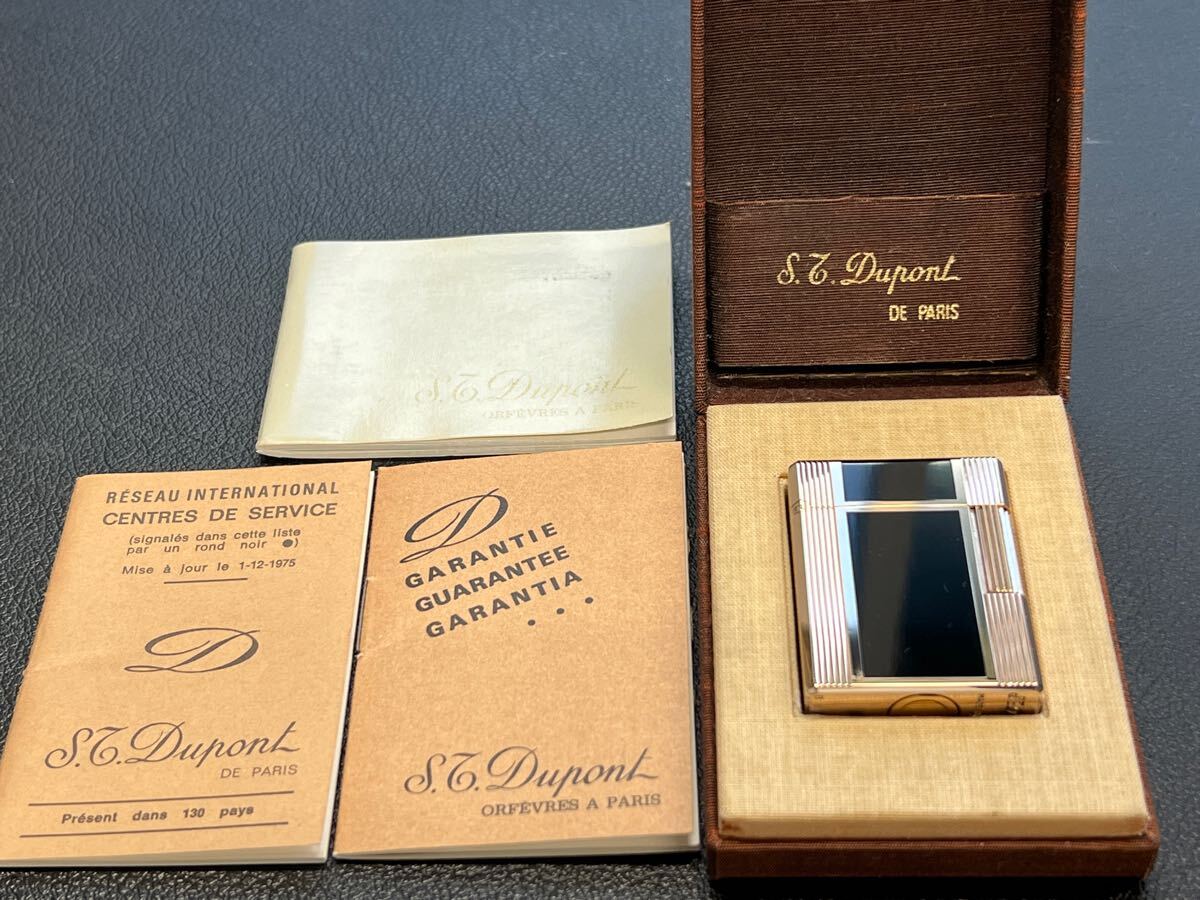 S.T. Dupont
DE PARIS
S.T. Dupont
ORFÈVRES A PARIS
RÉSEAU INTERNATIONAL
CENTRES DE SERVICE
(signalés dans cette liste
par un rond noir ●)
Mise à jour le 1-12-1975
D
S.T. Dupont
DE PARIS
Présent dans 130 pays
D
GARANTIE
GUARANTEE
GARANTIA
S.T. Dupont
ORFÈVRES A PARIS